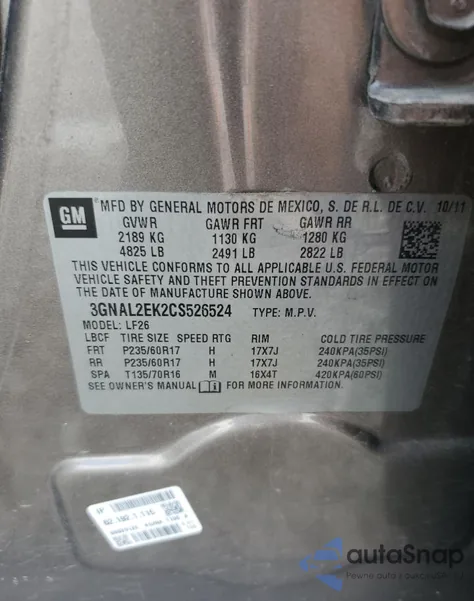 GM
MFD BY GENERAL MOTORS DE MEXICO, S. DE R.L. DE C.V. 10/11
GVWR GAWR FRT GAWR RR
2189 KG 1130 KG 1280 KG
4825 LB 2491 LB 2822 LB
THIS VEHICLE CONFORMS TO ALL APPLICABLE U.S. FEDERAL MOTOR
VEHICLE SAFETY AND THEFT PREVENTION STANDARDS IN EFFECT ON
THE DATE OF MANUFACTURE SHOWN ABOVE.
3GNAL2EK2CS526524 TYPE: M.P.V.
MODEL: LF26
LBCF TIRE SIZE SPEED RTG RIM COLD TIRE PRESSURE
FRT P235/60R17 H 17X7J 240KPA(35PSI)
RR P235/60R17 H 17X7J 240KPA(35PSI)
SPA T135/70R16 M 16X4T 420KPA(60PSI)
SEE OWNER'S MANUAL FOR MORE INFORMATION.
autoSnap
Pewne auta z